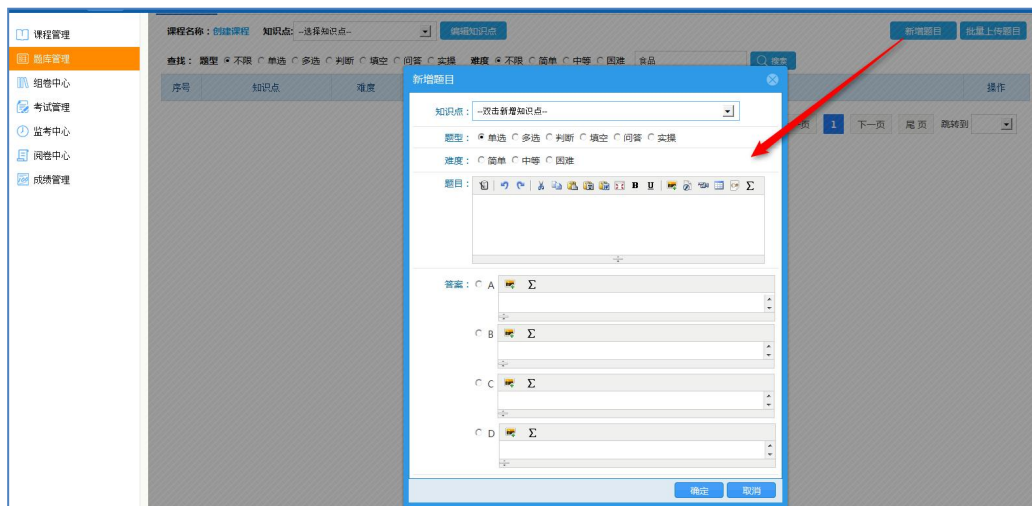 课程管理
题库管理
组卷中心
考试管理
监考中心
阅卷中心
成绩管理
课程名称：创建课程 知识点: --选择知识点-- 编辑知识点 新增题目 批量上传题目
查找： 题型 不限 单选 多选 判断 填空 问答 实操 难度 不限 简单 中等 困难 食品 搜索
序号 知识点 难度 操作
页 1 下一页 尾页 跳转到
新增题目
知识点： --双击新增知识点--
题型： 单选 多选 判断 填空 问答 实操
难度： 简单 中等 困难
题目： B U Σ
答案： A Σ
B Σ
C Σ
D Σ
确定 取消